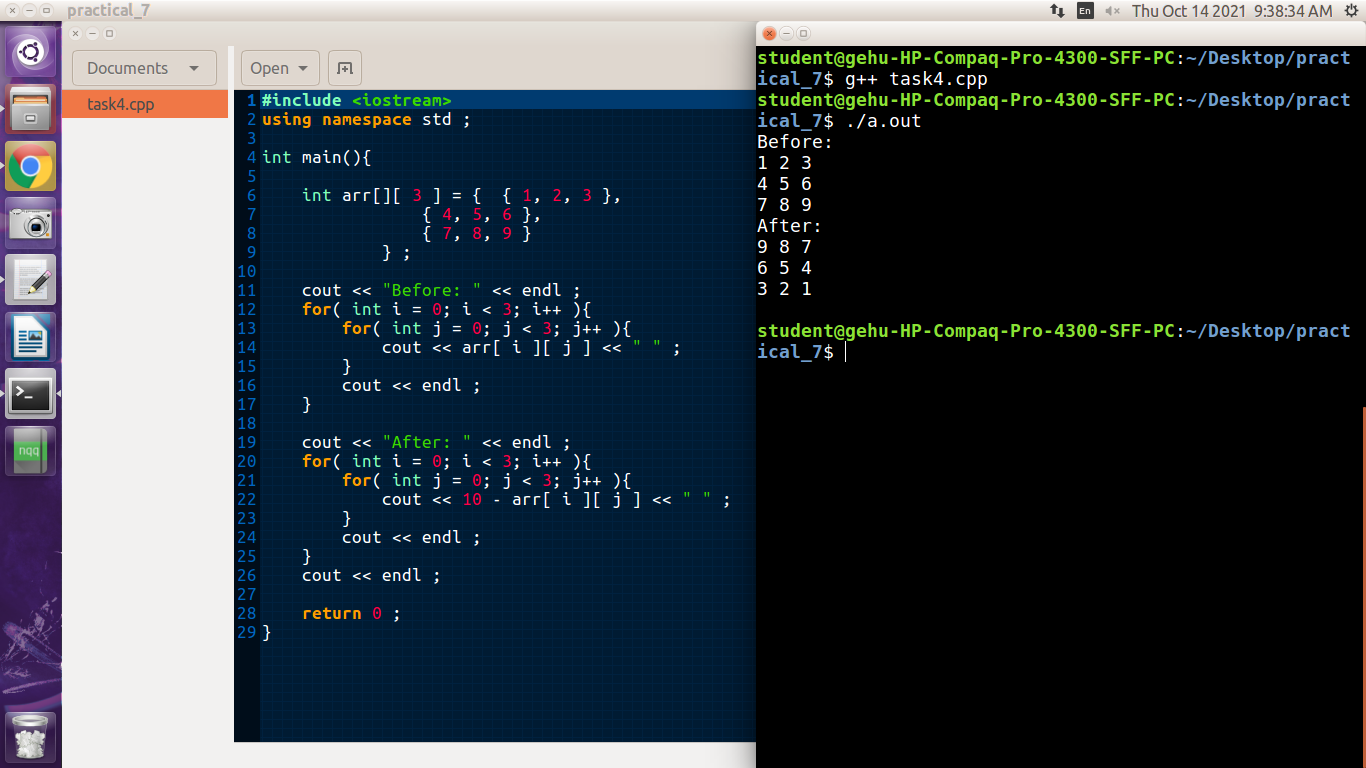 practical_7
En
Thu Oct 14 2021 9:38:34 AM
Documents
Open
task4.cpp
nqq
1 #include <iostream>
2 using namespace std ;
3
4 int main(){
5
6     int arr[][ 3 ] = {  { 1, 2, 3 },
7                 { 4, 5, 6 },
8                 { 7, 8, 9 }
9             } ;
10
11     cout << "Before: " << endl ;
12     for( int i = 0; i < 3; i++ ){
13         for( int j = 0; j < 3; j++ ){
14             cout << arr[ i ][ j ] << " " ;
15         }
16         cout << endl ;
17     }
18
19     cout << "After: " << endl ;
20     for( int i = 0; i < 3; i++ ){
21         for( int j = 0; j < 3; j++ ){
22             cout << 10 - arr[ i ][ j ] << " " ;
23         }
24         cout << endl ;
25     }
26     cout << endl ;
27
28     return 0 ;
29 }
student@gehu-HP-Compaq-Pro-4300-SFF-PC:~/Desktop/pract
ical_7$ g++ task4.cpp
student@gehu-HP-Compaq-Pro-4300-SFF-PC:~/Desktop/pract
ical_7$ ./a.out
Before:
1 2 3
4 5 6
7 8 9
After:
9 8 7
6 5 4
3 2 1
student@gehu-HP-Compaq-Pro-4300-SFF-PC:~/Desktop/pract
ical_7$